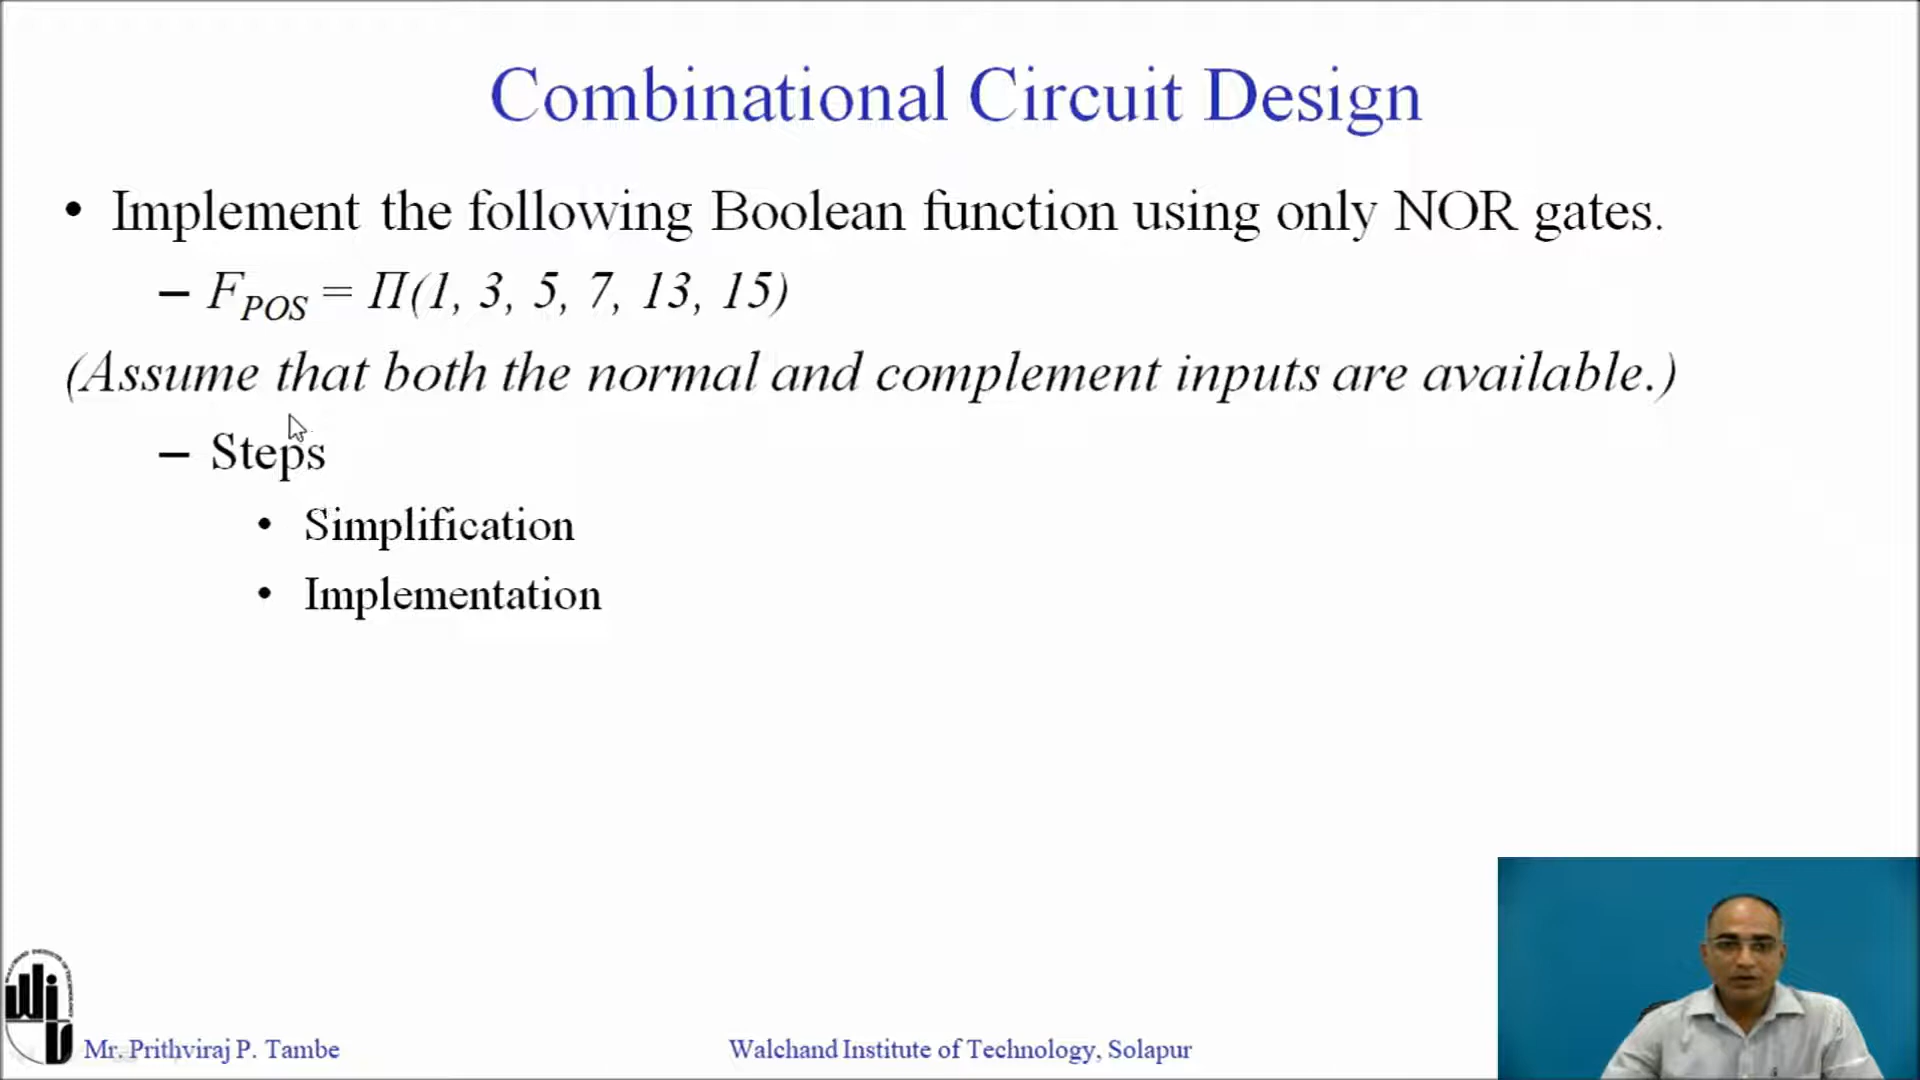 Combinational Circuit Design
• Implement the following Boolean function using only NOR gates.
– F_POS = Π(1, 3, 5, 7, 13, 15)
(Assume that both the normal and complement inputs are available.)
– Steps
• Simplification
• Implementation
Mr. Prithviraj P. Tambe
Walchand Institute of Technology, Solapur